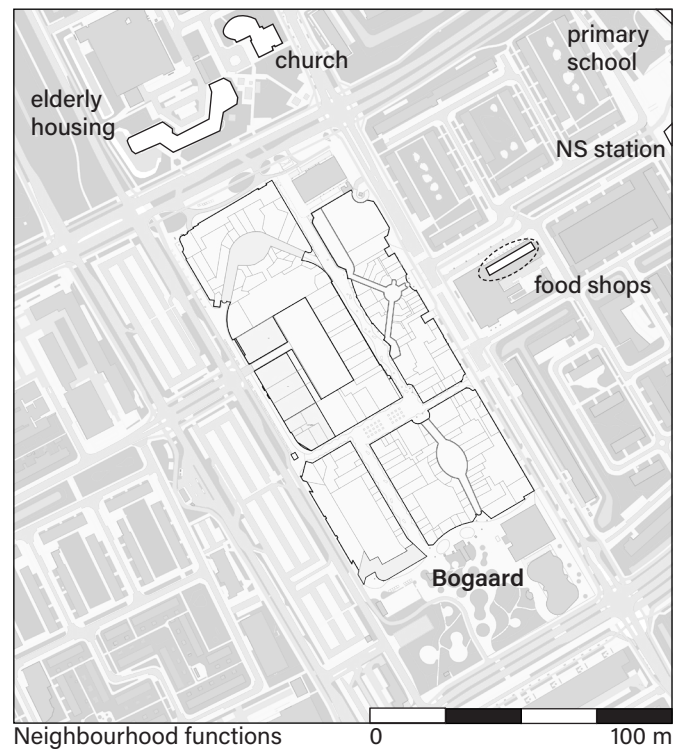 primary
school
church
elderly
housing
NS station
food shops
Bogaard
Neighbourhood functions
0
100 m